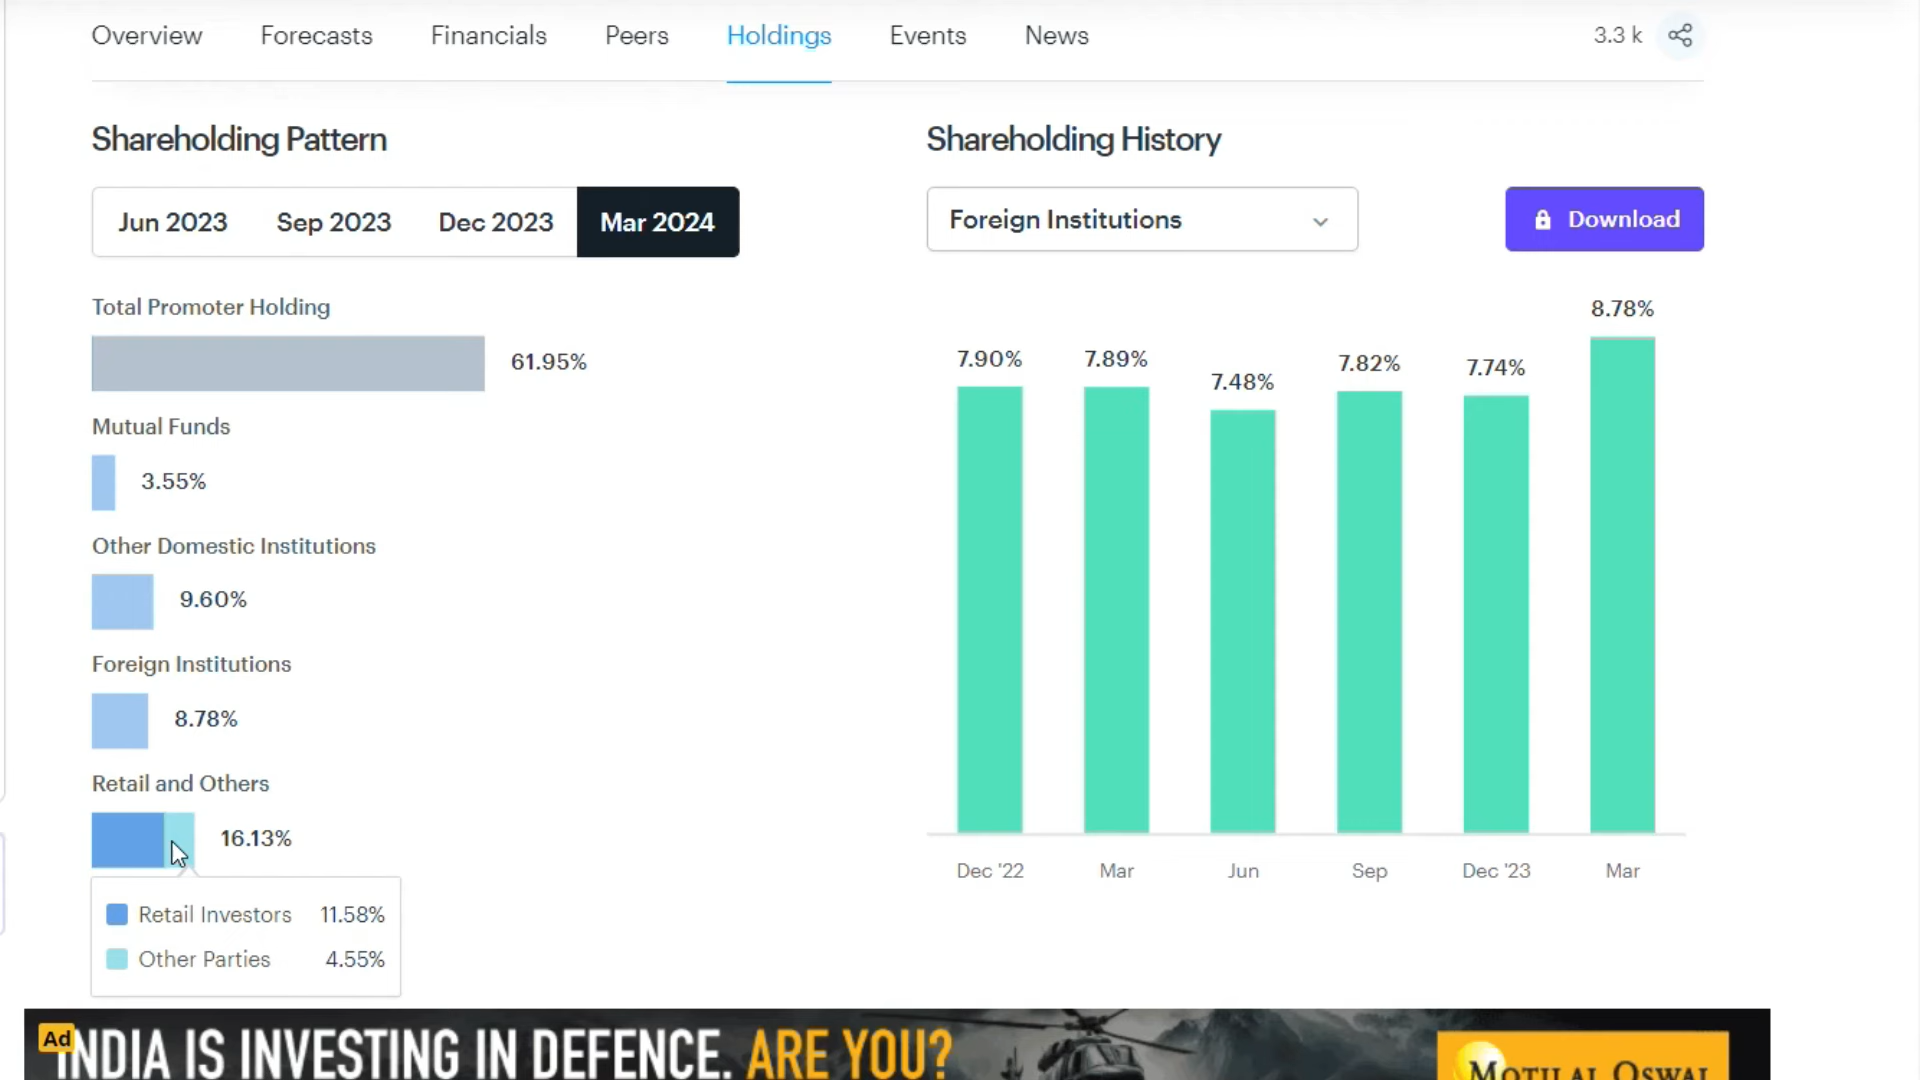 Overview Forecasts Financials Peers Holdings Events News 3.3 k
Shareholding Pattern
Jun 2023 Sep 2023 Dec 2023 Mar 2024
Total Promoter Holding
61.95%
Mutual Funds
3.55%
Other Domestic Institutions
9.60%
Foreign Institutions
8.78%
Retail and Others
16.13%
Retail Investors 11.58%
Other Parties 4.55%
Shareholding History
Foreign Institutions
Download
7.90% 7.89% 7.48% 7.82% 7.74% 8.78%
Dec '22 Mar Jun Sep Dec '23 Mar
Ad
INDIA IS INVESTING IN DEFENCE. ARE YOU?
MOTILAL OSWAL